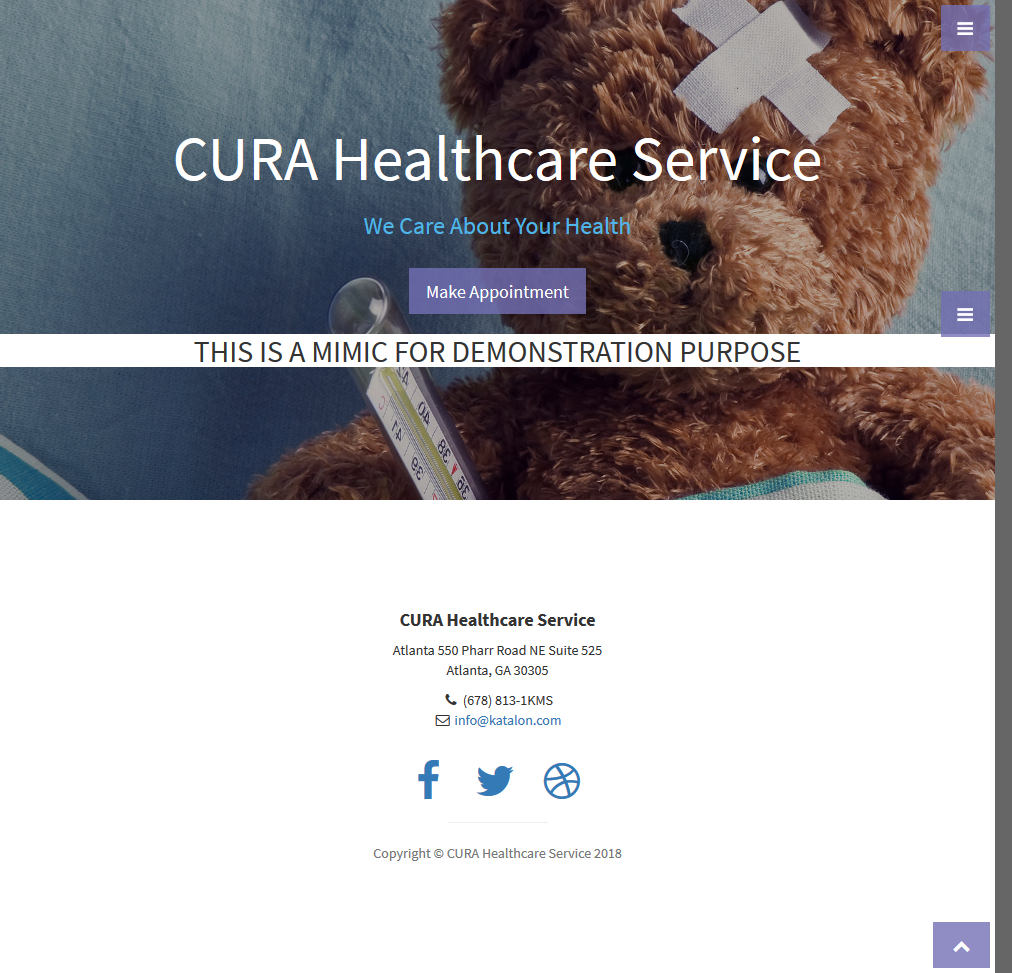 CURA Healthcare Service
We Care About Your Health
Make Appointment
THIS IS A MIMIC FOR DEMONSTRATION PURPOSE
CURA Healthcare Service
Atlanta 550 Pharr Road NE Suite 525
Atlanta, GA 30305
(678) 813-1KMS
info@katalon.com
Copyright © CURA Healthcare Service 2018